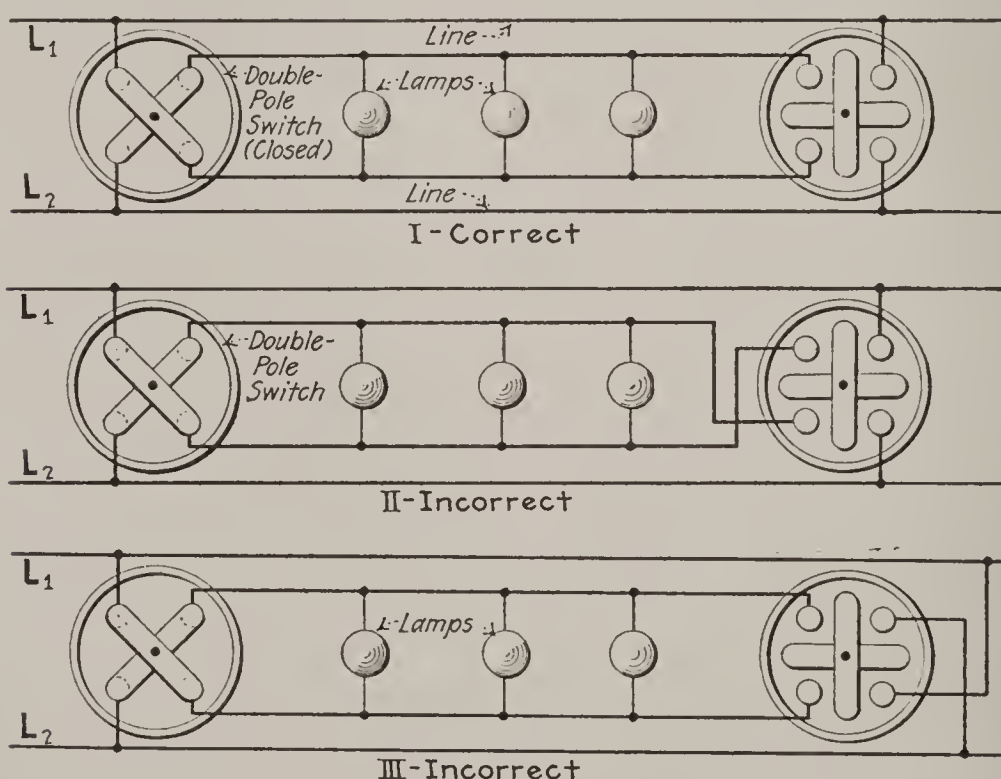 L₁
Line
Double-
Pole
Switch
(Closed)
Lamps
L₂
Line
I-Correct
L₁
Double-
Pole
Switch
L₂
II-Incorrect
L₁
Lamps
L₂
III-Incorrect